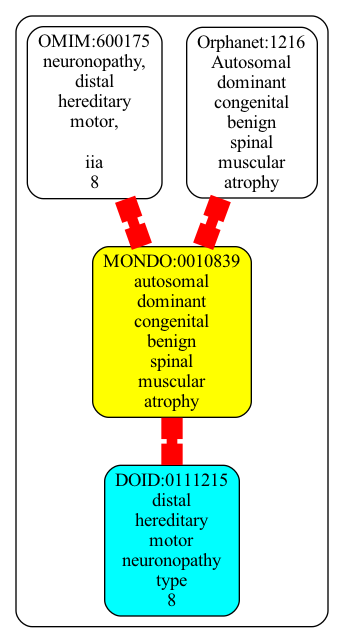 OMIM:600175
neuronopathy,
distal
hereditary
motor,
iia
8
Orphanet:1216
Autosomal
dominant
congenital
benign
spinal
muscular
atrophy
MONDO:0010839
autosomal
dominant
congenital
benign
spinal
muscular
atrophy
DOID:0111215
distal
hereditary
motor
neuronopathy
type
8